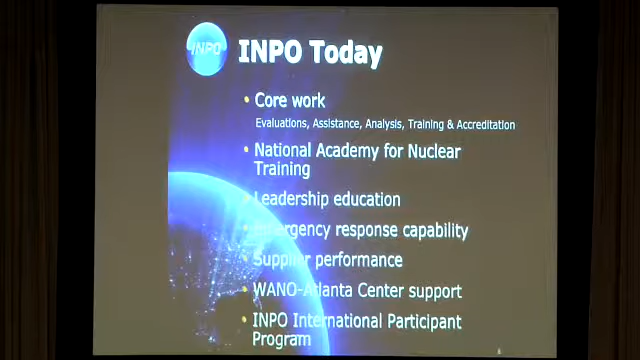 INPO
INPO Today
• Core work
Evaluations, Assistance, Analysis, Training & Accreditation
• National Academy for Nuclear
Training
• Leadership education
• Emergency response capability
• Supplier performance
• WANO-Atlanta Center support
• INPO International Participant
Program